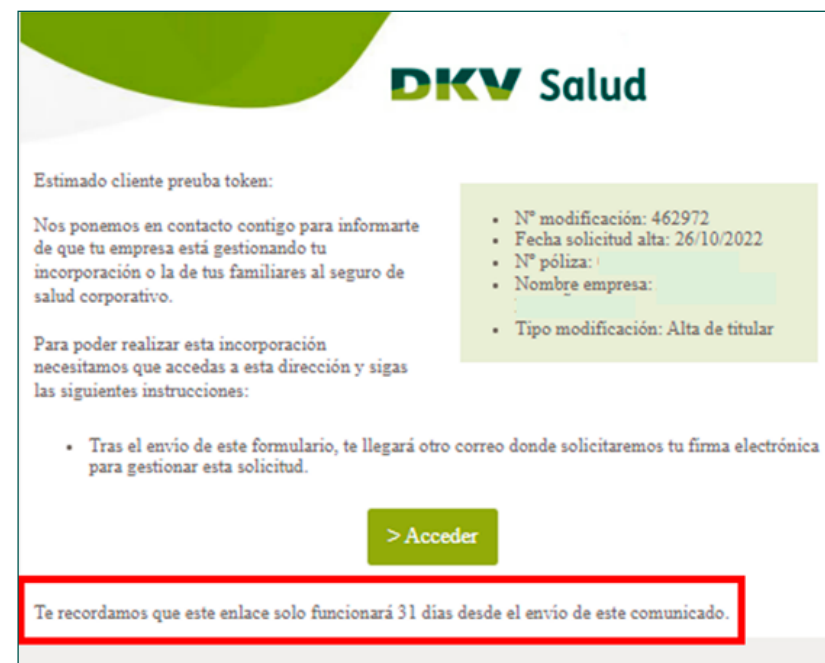 DKV Salud
Estimado cliente preuba token:
Nos ponemos en contacto contigo para informarte
de que tu empresa está gestionando tu
incorporación o la de tus familiares al seguro de
salud corporativo.
Para poder realizar esta incorporación
necesitamos que accedas a esta dirección y sigas
las siguientes instrucciones:
• Nº modificación: 462972
• Fecha solicitud alta: 26/10/2022
• Nº póliza:
• Nombre empresa:
• Tipo modificación: Alta de titular
• Tras el envío de este formulario, te llegará otro correo donde solicitaremos tu firma electrónica
para gestionar esta solicitud.
> Acceder
Te recordamos que este enlace solo funcionará 31 días desde el envío de este comunicado.